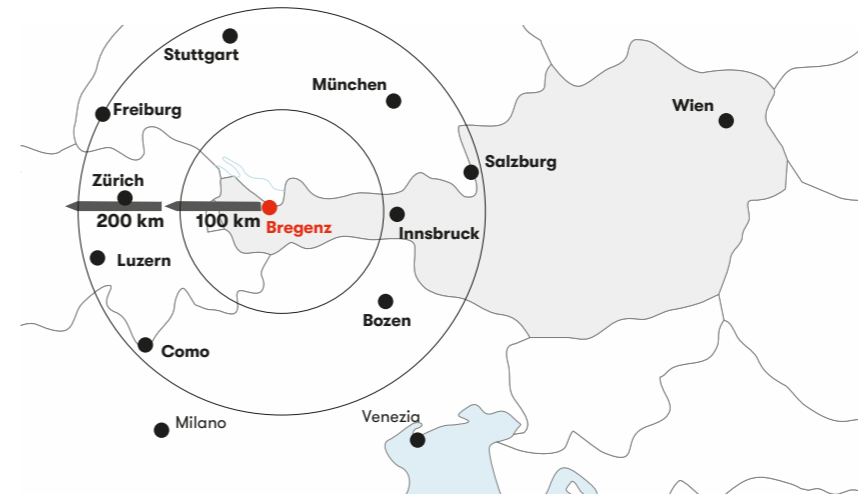 Stuttgart
München
Freiburg
Wien
Salzburg
Zürich
200 km
100 km
Bregenz
Innsbruck
Luzern
Bozen
Como
Milano
Venezia